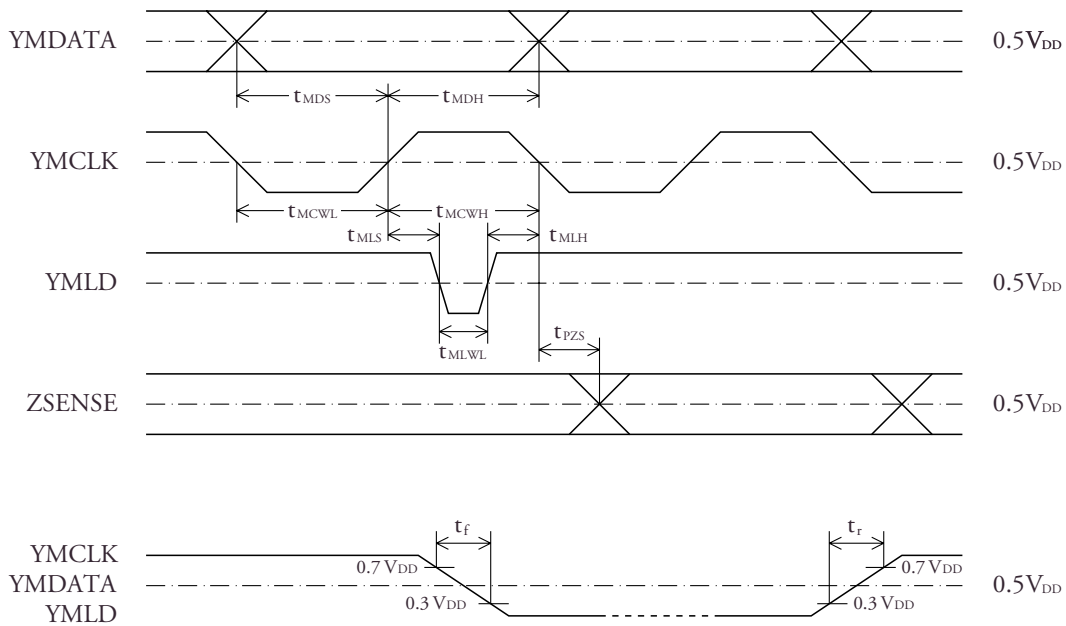 YMDATA 0.5VDD
tMDS tMDH
YMCLK 0.5VDD
tMCWL tMCWH
tMLS tMLH
YMLD 0.5VDD
tPZS
tMLWL
ZSENSE 0.5VDD
tf tr
YMCLK
0.7 VDD 0.7 VDD
YMDATA 0.5VDD
0.3 VDD 0.3 VDD
YMLD